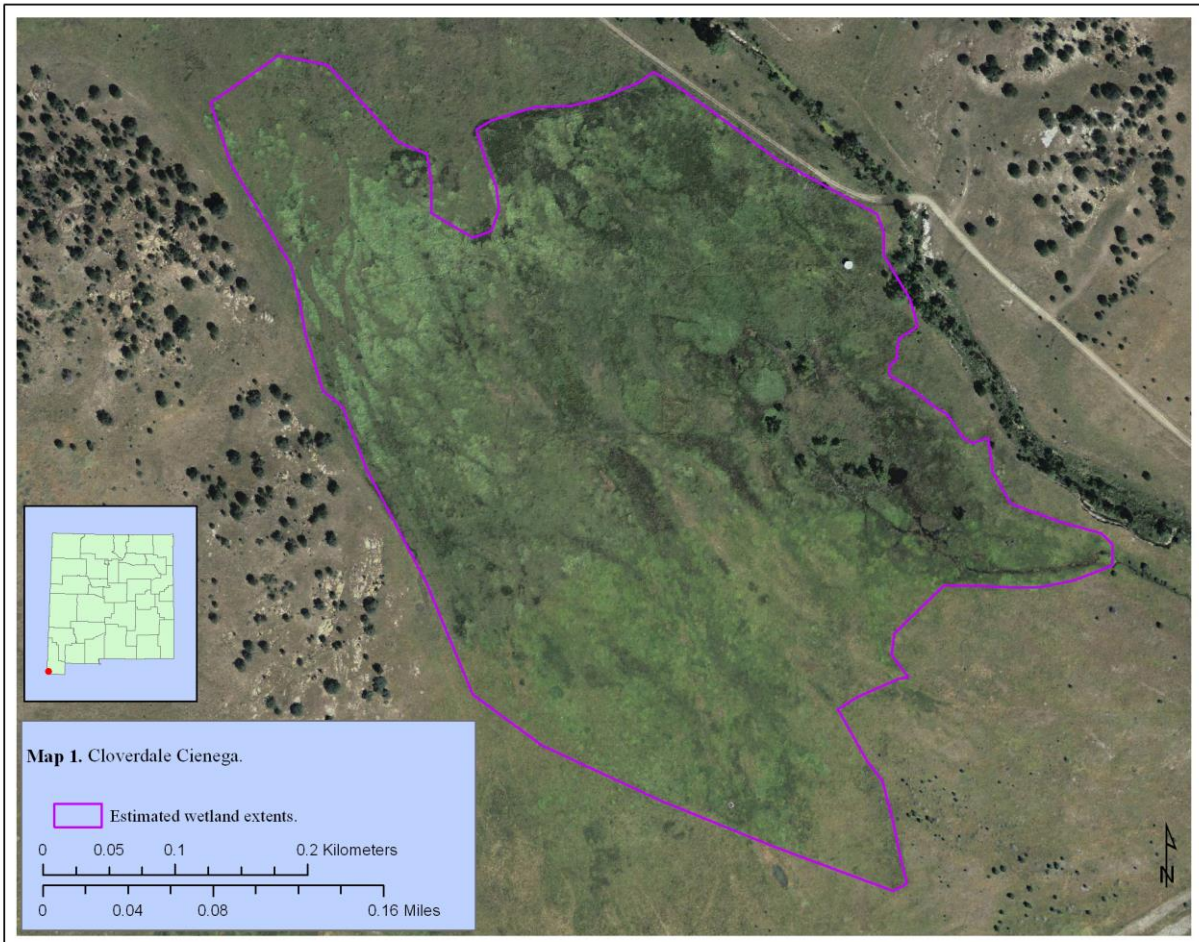 Map 1. Cloverdale Cienega.
Estimated wetland extents.
0 0.05 0.1 0.2 Kilometers
0 0.04 0.08 0.16 Miles
N